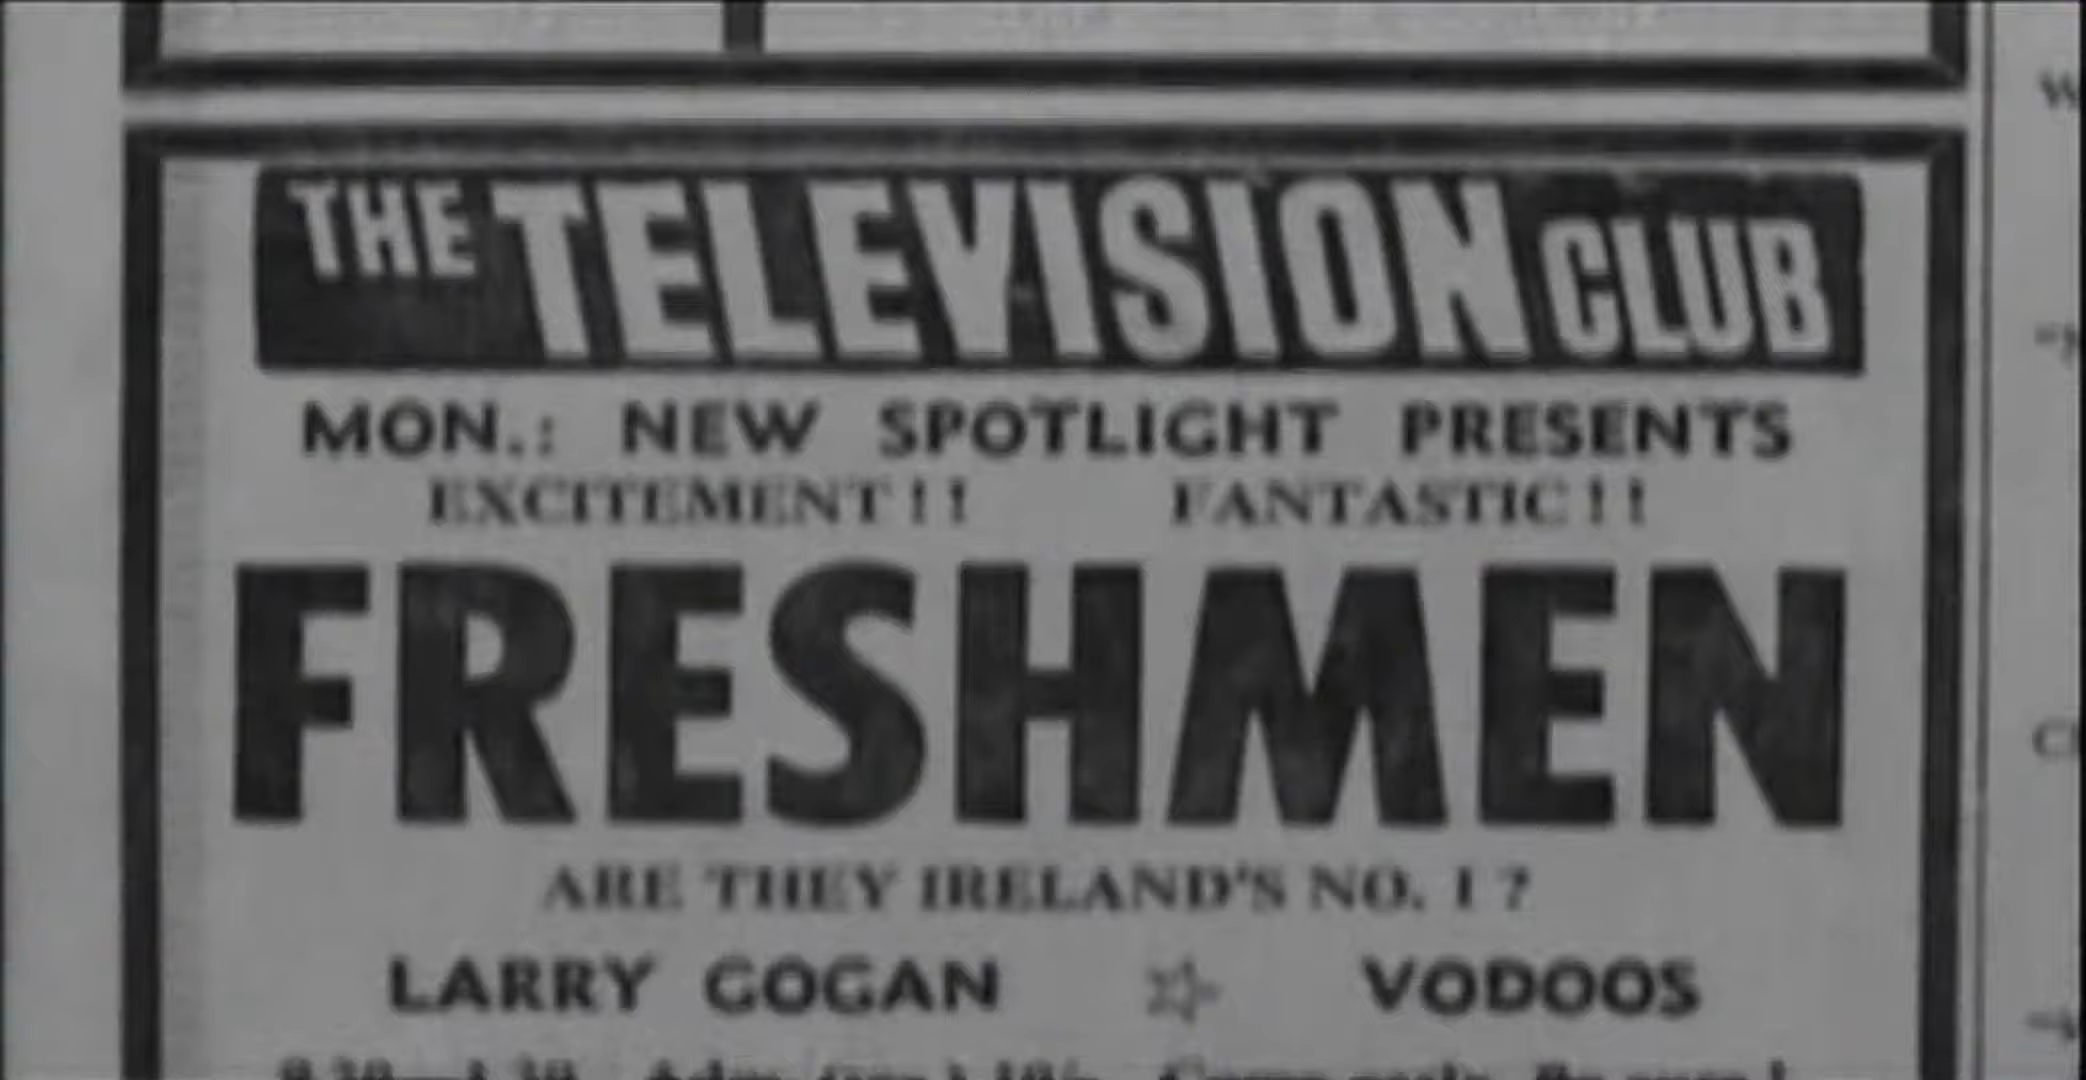 THE TELEVISION CLUB
MON.: NEW SPOTLIGHT PRESENTS
EXCITEMENT!! FANTASTIC!!
FRESHMEN
ARE THEY IRELAND'S NO. 1?
LARRY GOGAN ☆ VODOOS